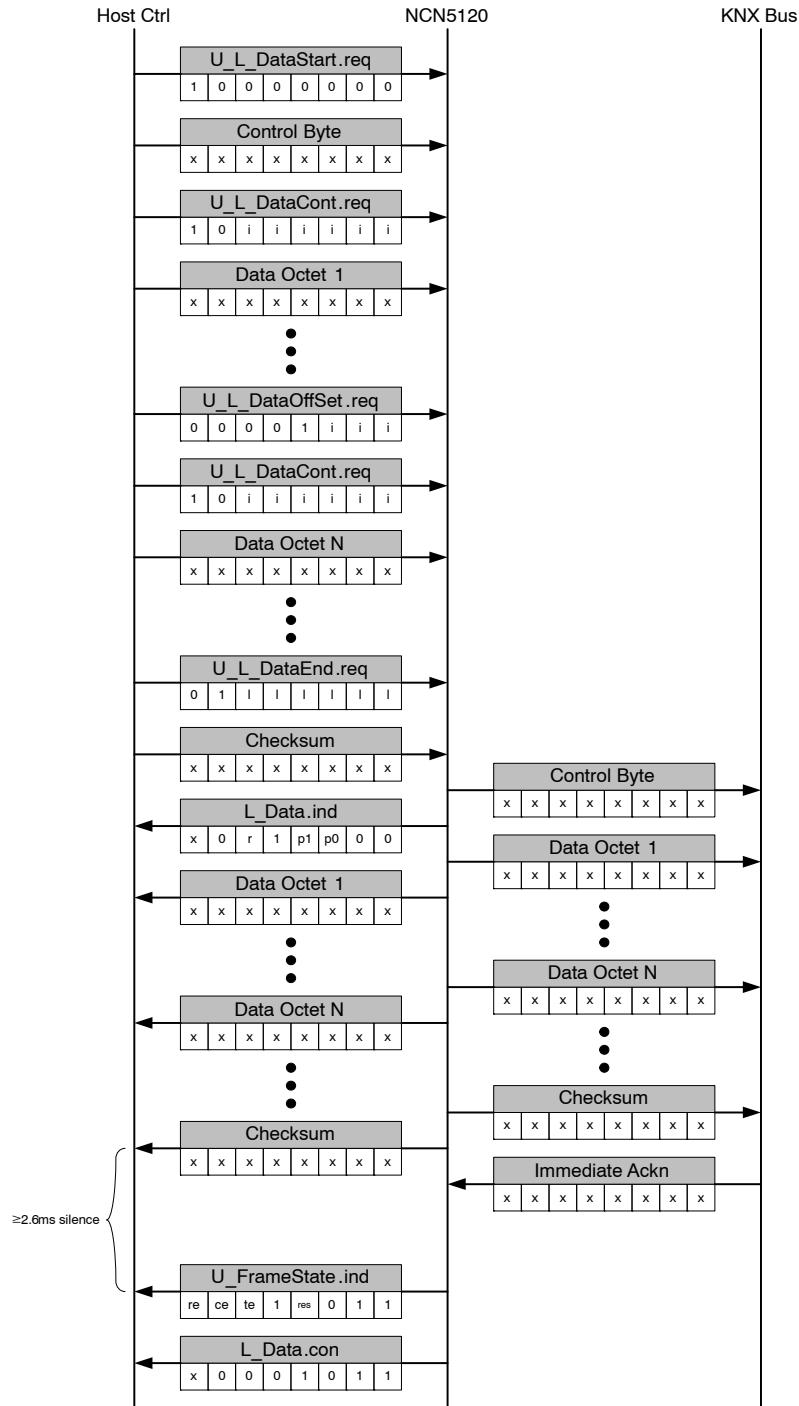 Host Ctrl NCN5120 KNX Bus
U_L_DataStart.req
1 0 0 0 0 0 0 0
Control Byte
x x x x x x x x
U_L_DataCont.req
1 0 i i i i i i
Data Octet 1
x x x x x x x x
U_L_DataOffSet.req
0 0 0 0 1 i i i
U_L_DataCont.req
1 0 i i i i i i
Data Octet N
x x x x x x x x
U_L_DataEnd.req
0 1 l l l l l l
Checksum
x x x x x x x x
Control Byte
x x x x x x x x
L_Data.ind
x 0 r 1 p1 p0 0 0
Data Octet 1
x x x x x x x x
Data Octet 1
x x x x x x x x
Data Octet N
x x x x x x x x
Data Octet N
x x x x x x x x
Checksum
x x x x x x x x
Checksum
x x x x x x x x
Immediate Ackn
x x x x x x x x
≥2.6ms silence
U_FrameState.ind
re ce te 1 res 0 1 1
L_Data.con
x 0 0 0 1 0 1 1